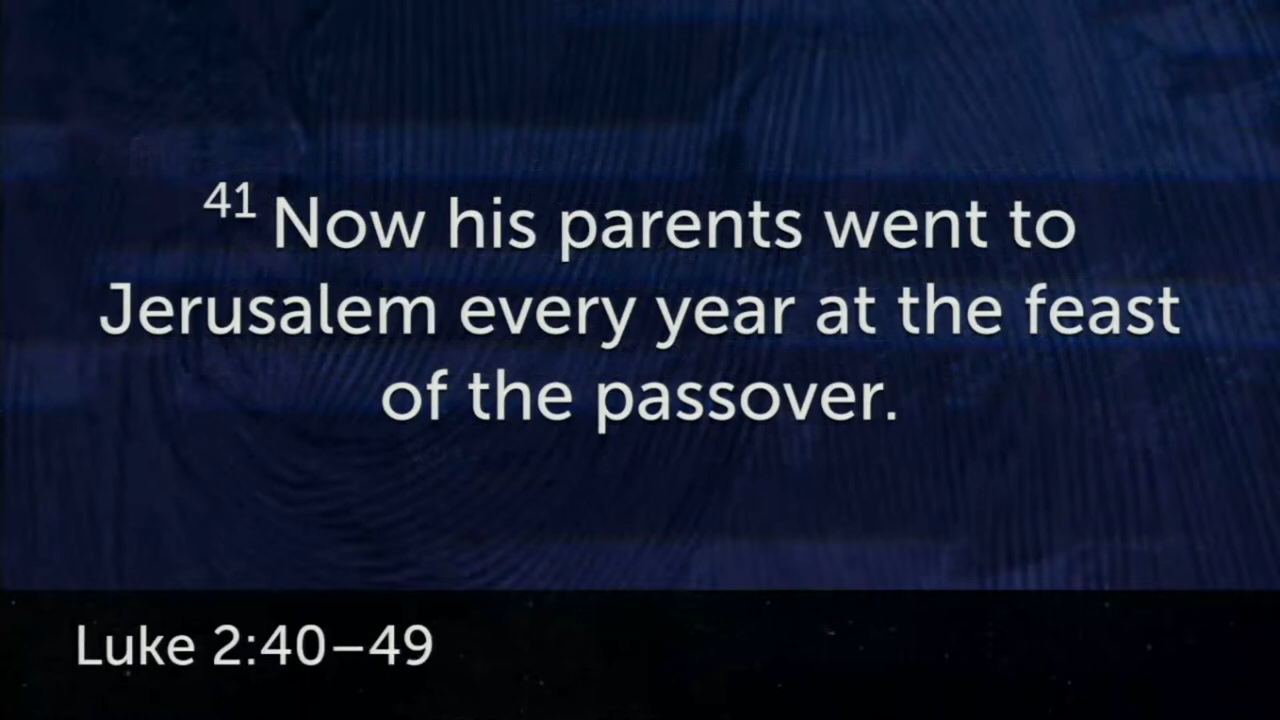 41 Now his parents went to
Jerusalem every year at the feast
of the passover.
Luke 2:40–49